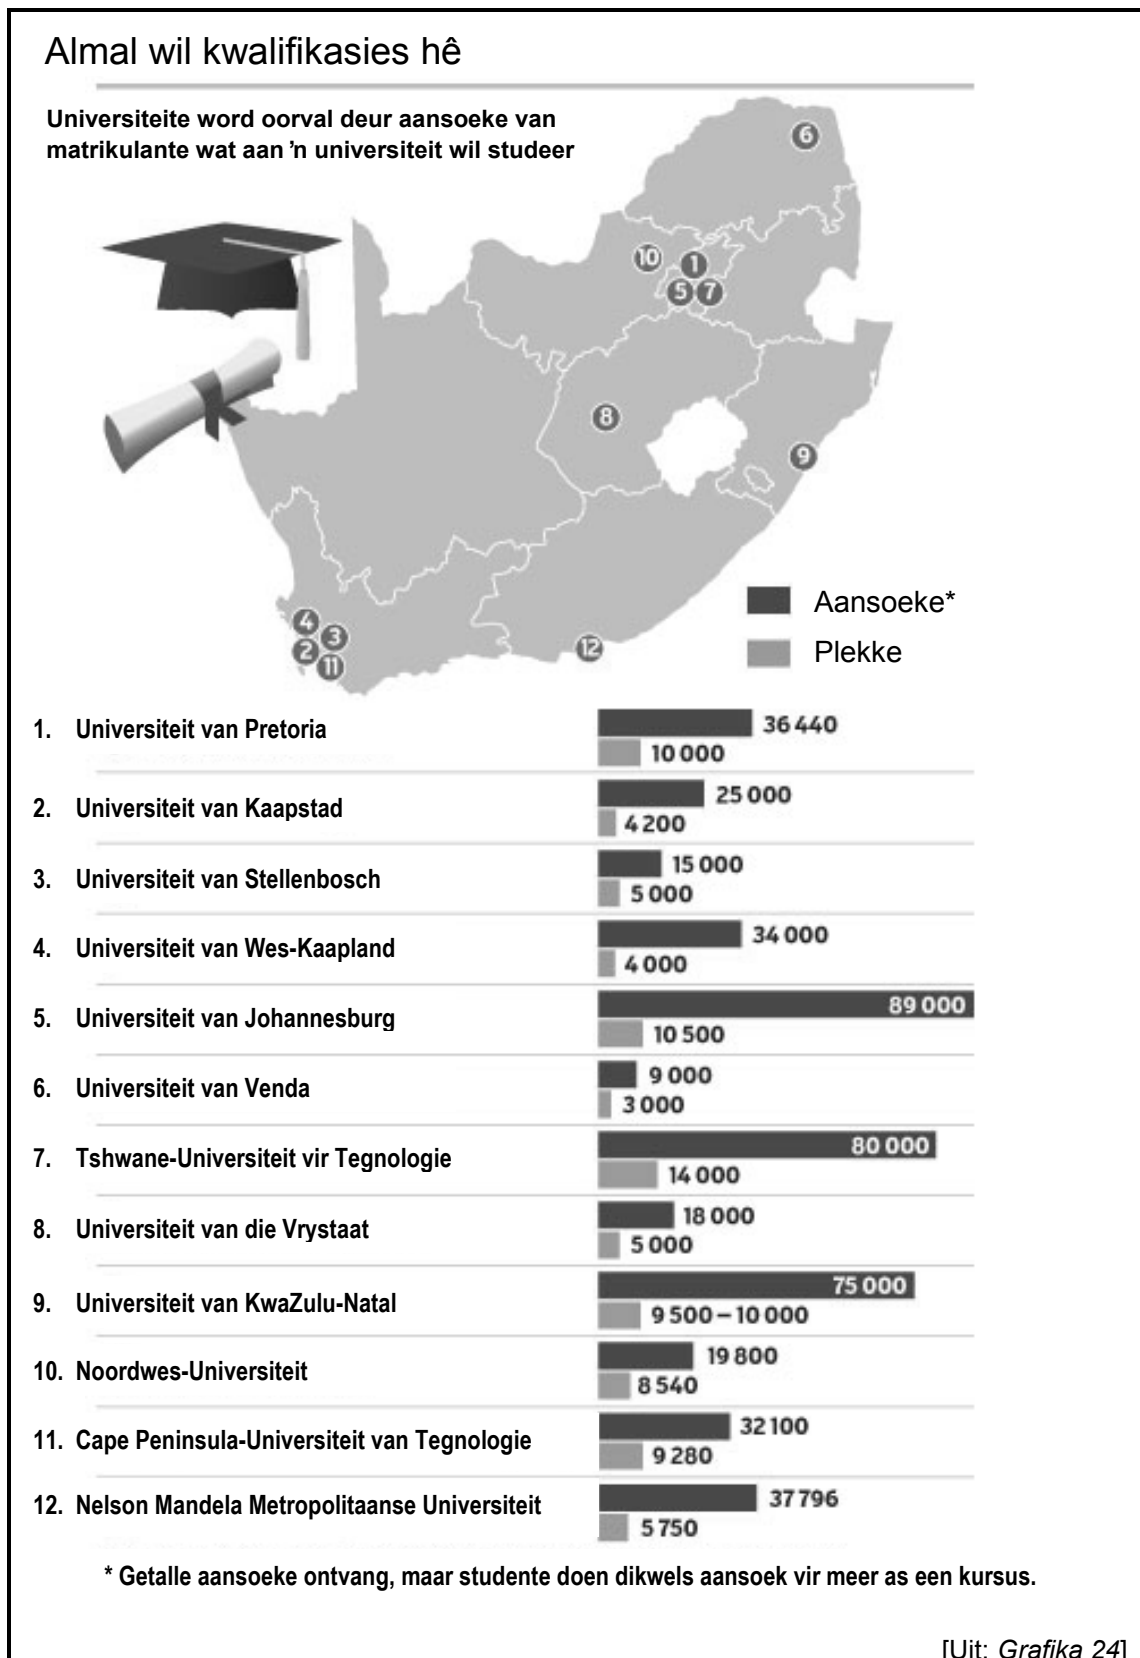 Almal wil kwalifikasies hê
Universiteite word oorval deur aansoeke van
matrikulante wat aan 'n universiteit wil studeer
6
10
1
5
7
8
9
4
3
2
11
12
Aansoeke*
Plekke
1. Universiteit van Pretoria
36 440
10 000
2. Universiteit van Kaapstad
25 000
4 200
3. Universiteit van Stellenbosch
15 000
5 000
4. Universiteit van Wes-Kaapland
34 000
4 000
5. Universiteit van Johannesburg
89 000
10 500
6. Universiteit van Venda
9 000
3 000
7. Tshwane-Universiteit vir Tegnologie
80 000
14 000
8. Universiteit van die Vrystaat
18 000
5 000
9. Universiteit van KwaZulu-Natal
75 000
9 500 – 10 000
10. Noordwes-Universiteit
19 800
8 540
11. Cape Peninsula-Universiteit van Tegnologie
32 100
9 280
12. Nelson Mandela Metropolitaanse Universiteit
37 796
5 750
* Getalle aansoeke ontvang, maar studente doen dikwels aansoek vir meer as een kursus.
[Uit: Grafika 24]